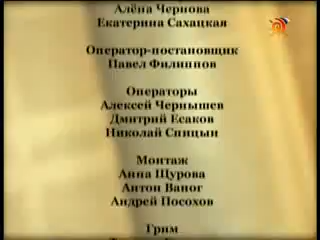 Алёна Чернова
Екатерина Сахацкая
Оператор-постановщик
Павел Филиппов
Операторы
Алексей Чернышев
Дмитрий Есаков
Николай Спицын
Монтаж
Анна Щурова
Антон Ваног
Андрей Посохов
Грим